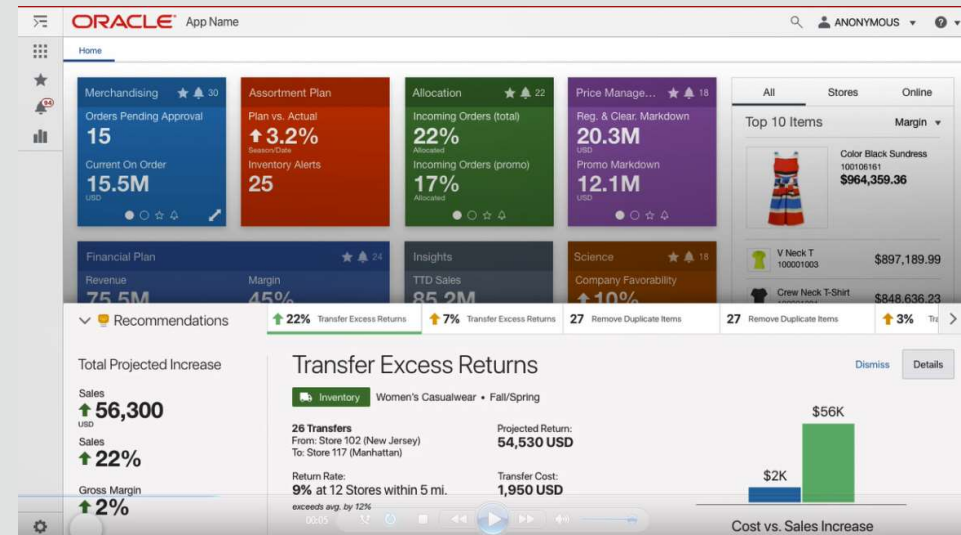 ORACLE App Name
ANONYMOUS
Home
94
Merchandising 30
Orders Pending Approval
15
Current On Order
15.5M
USD
Assortment Plan
Plan vs. Actual
3.2%
Season/Date
Inventory Alerts
25
Allocation 22
Incoming Orders (total)
22%
Allocated
Incoming Orders (promo)
17%
Allocated
Price Manage... 18
Reg. & Clear. Markdown
20.3M
USD
Promo Markdown
12.1M
USD
All Stores Online
Top 10 Items Margin
Color Black Sundress
100106161
$964,359.36
V Neck T
100001003
$897,189.99
Crew Neck T-Shirt
$848,636.23
Financial Plan 24
Revenue Margin
75.5M 45%
Insights
TTD Sales
85.2M
Science 18
Company Favorability
10%
Recommendations
22% Transfer Excess Returns
7% Transfer Excess Returns
27 Remove Duplicate Items
27 Remove Duplicate Items
3%
Total Projected Increase
Sales
56,300
USD
Sales
22%
Gross Margin
2%
Transfer Excess Returns
Dismiss Details
Inventory Women's Casualwear • Fall/Spring
26 Transfers
From: Store 102 (New Jersey)
To: Store 117 (Manhattan)
Projected Return:
54,530 USD
Return Rate:
9% at 12 Stores within 5 mi.
exceeds avg. by 12%
Transfer Cost:
1,950 USD
$56K
$2K
Cost vs. Sales Increase
00:05